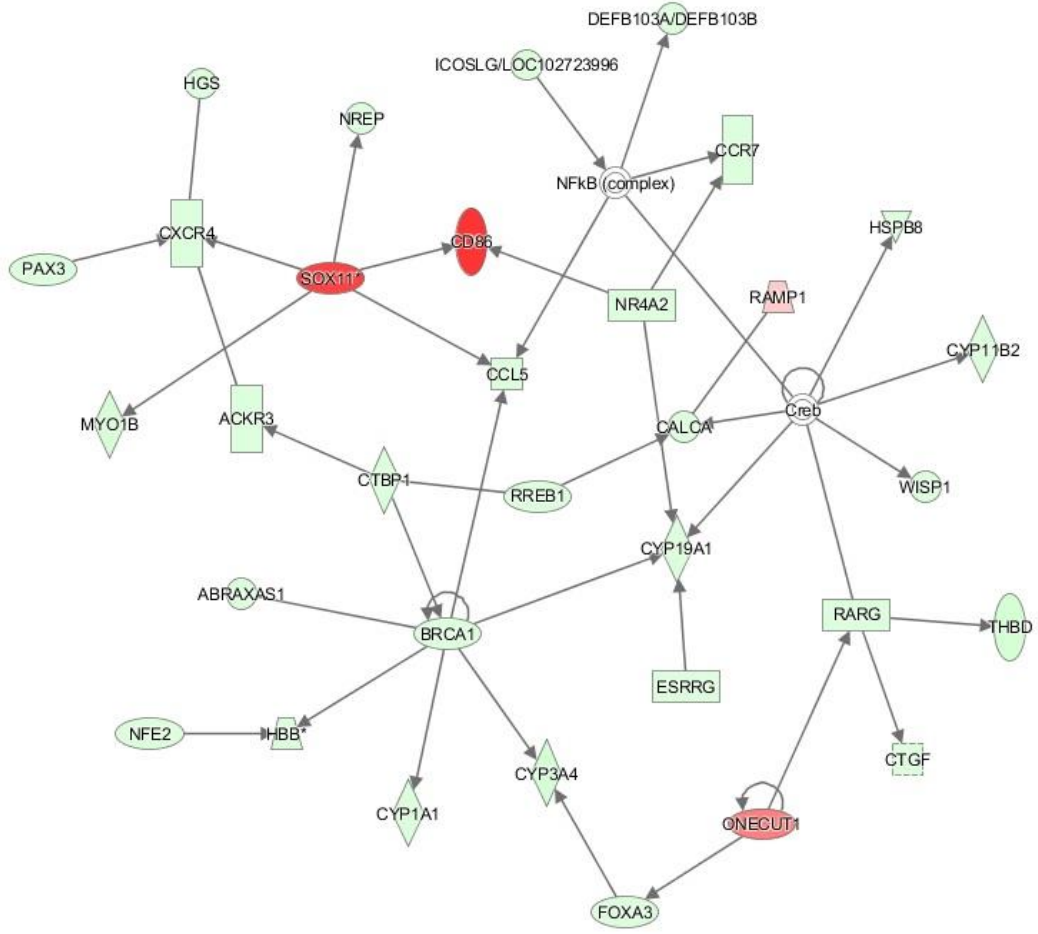 DEFB103A/DEFB103B
ICOSLG/LOC102723996
HGS
NREP
CCR7
NFkB (complex)
HSPB8
CXCR4
CD86
PAX3
SOX11*
RAMP1
NR4A2
CYP11B2
CCL5
Creb
ACKR3
MYO1B
CALCA
CTBP1
WISP1
RREB1
CYP19A1
ABRAXAS1
RARG
THBD
BRCA1
ESRRG
NFE2
HBB*
CTGF
CYP3A4
CYP1A1
ONECUT1
FOXA3